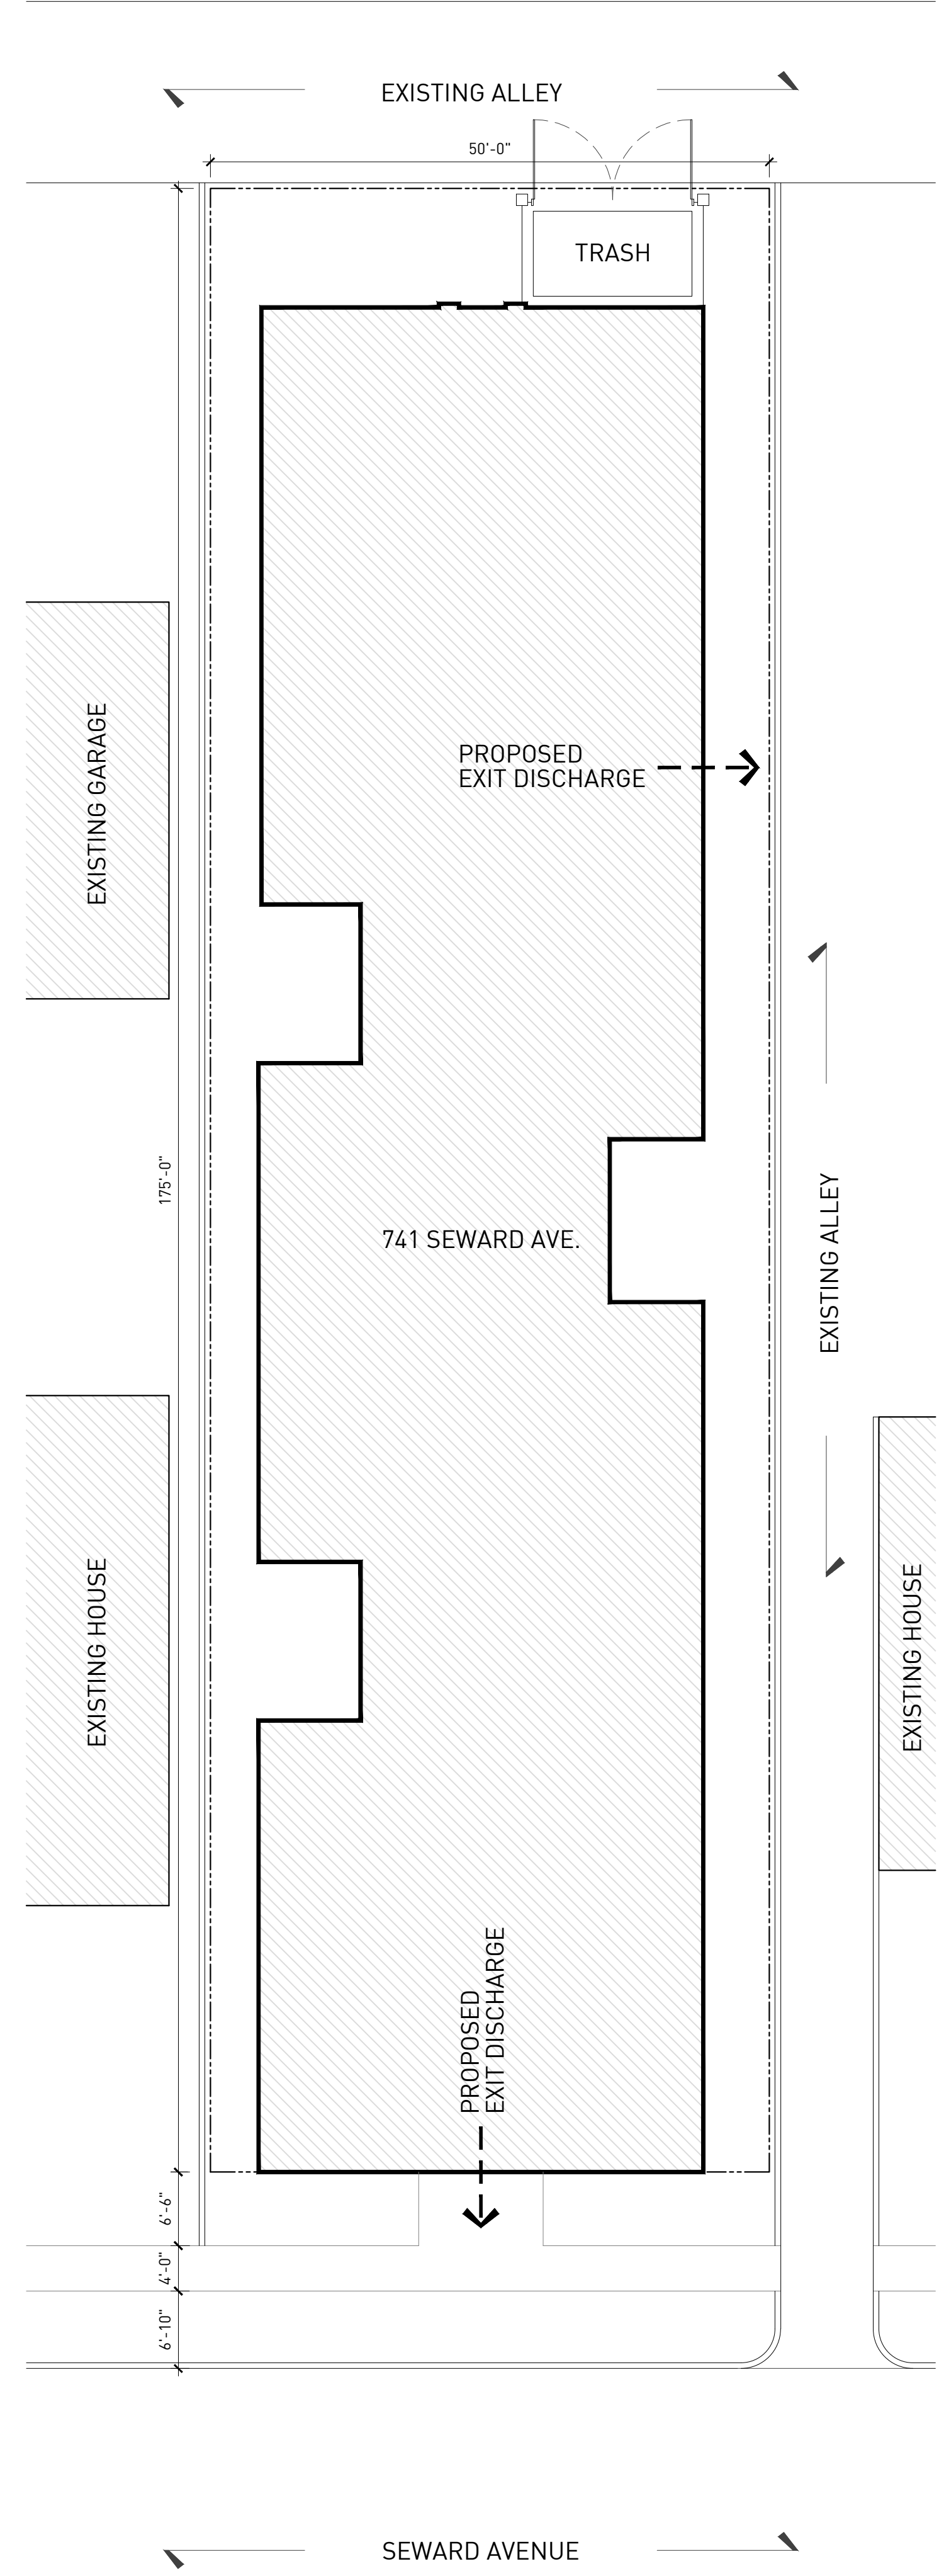 EXISTING ALLEY
50'-0"
TRASH
EXISTING GARAGE
PROPOSED
EXIT DISCHARGE
175'-0"
741 SEWARD AVE.
EXISTING ALLEY
EXISTING HOUSE
EXISTING HOUSE
PROPOSED
EXIT DISCHARGE
6'-6"
4'-0"
6'-10"
SEWARD AVENUE